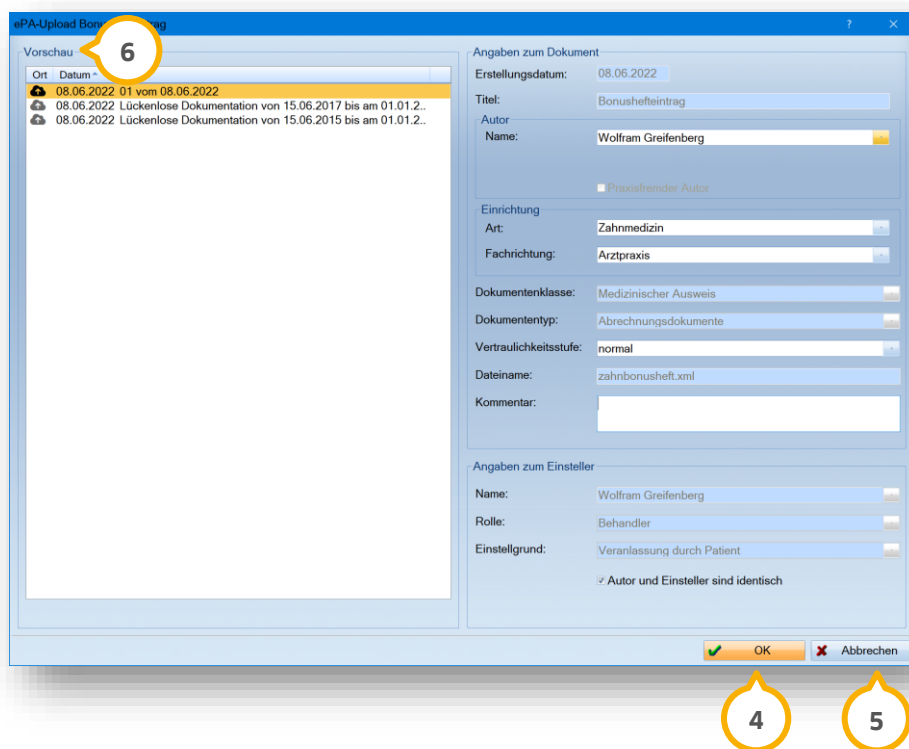 ePA-Upload Bonu trag
? ×
Vorschau
6
Ort Datum
08.06.2022 01 vom 08.06.2022
08.06.2022 Lückenlose Dokumentation von 15.06.2017 bis am 01.01.2..
08.06.2022 Lückenlose Dokumentation von 15.06.2015 bis am 01.01.2..
Angaben zum Dokument
Erstellungsdatum: 08.06.2022
Titel: Bonushefteintrag
Autor
Name: Wolfram Greifenberg
Praxisfremder Autor
Einrichtung
Art: Zahnmedizin
Fachrichtung: Arztpraxis
Dokumentenklasse: Medizinischer Ausweis
Dokumententyp: Abrechnungsdokumente
Vertraulichkeitsstufe: normal
Dateiname: zahnbonusheft.xml
Kommentar:
Angaben zum Einsteller
Name: Wolfram Greifenberg
Rolle: Behandler
Einstellgrund: Veranlassung durch Patient
Autor und Einsteller sind identisch
OK Abbrechen
4 5